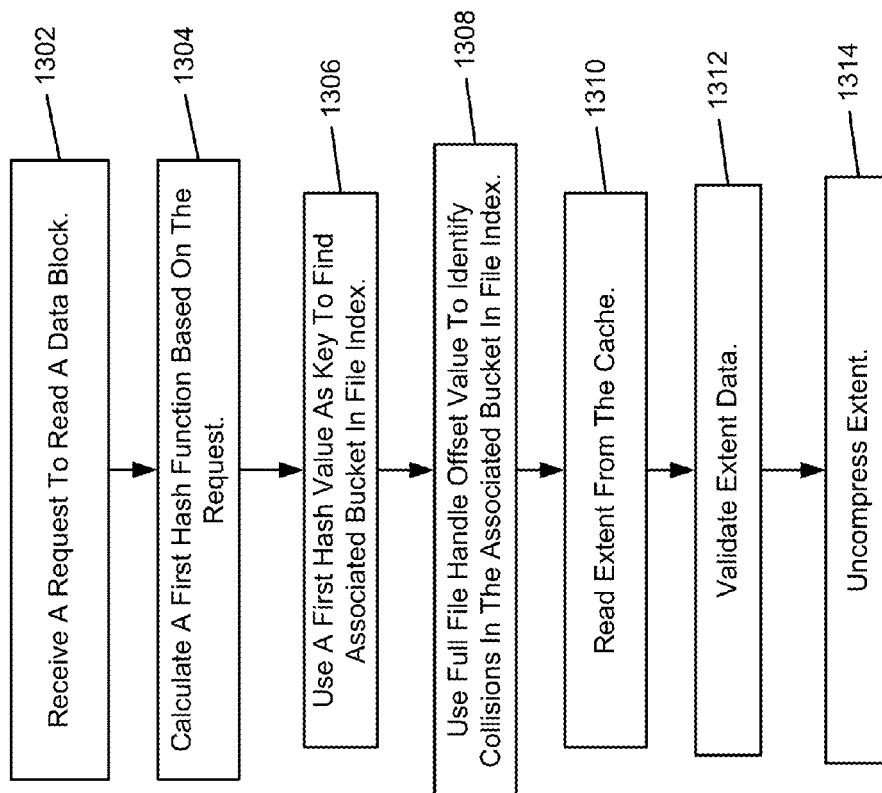 Receive A Request To Read A Data Block.
1302
Calculate A First Hash Function Based On The
Request.
1304
Use A First Hash Value As Key To Find
Associated Bucket In File Index.
1306
Use Full File Handle Offset Value To Identify
Collisions In The Associated Bucket In File Index.
1308
Read Extent From The Cache.
1310
Validate Extent Data.
1312
Uncompress Extent.
1314